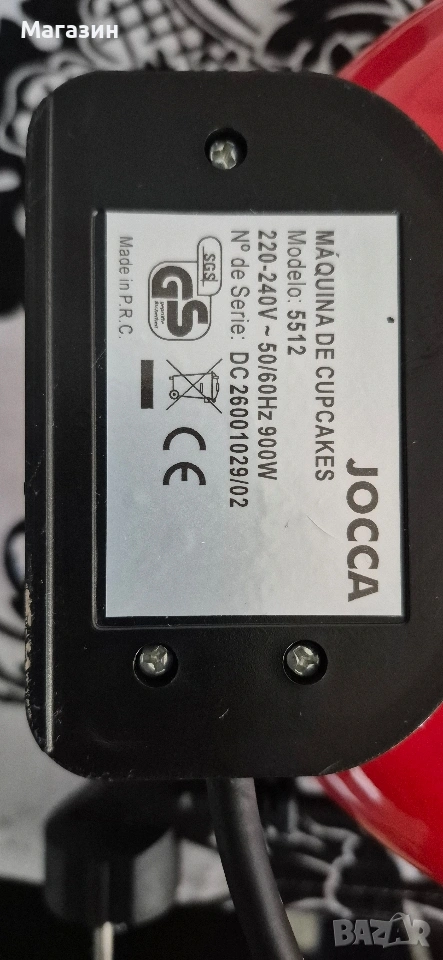 Магазин
JOCCA
MÁQUINA DE CUPCAKES
Modelo: 5512
220-240V ~ 50/60Hz 900W
Nº de Serie: DC 26001029/02
SGS
GS
CE
Made in P.R.C.
BAZAR